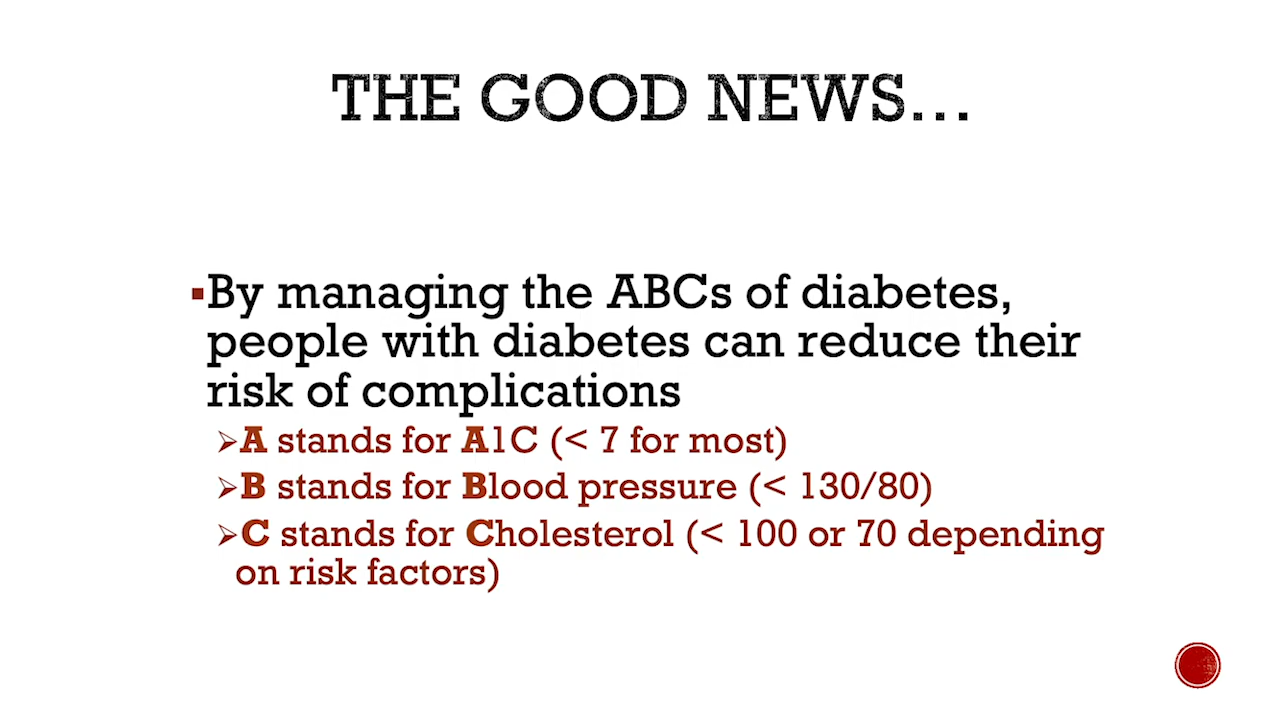 THE GOOD NEWS...
▪By managing the ABCs of diabetes,
people with diabetes can reduce their
risk of complications
➢A stands for A1C (< 7 for most)
➢B stands for Blood pressure (< 130/80)
➢C stands for Cholesterol (< 100 or 70 depending
on risk factors)